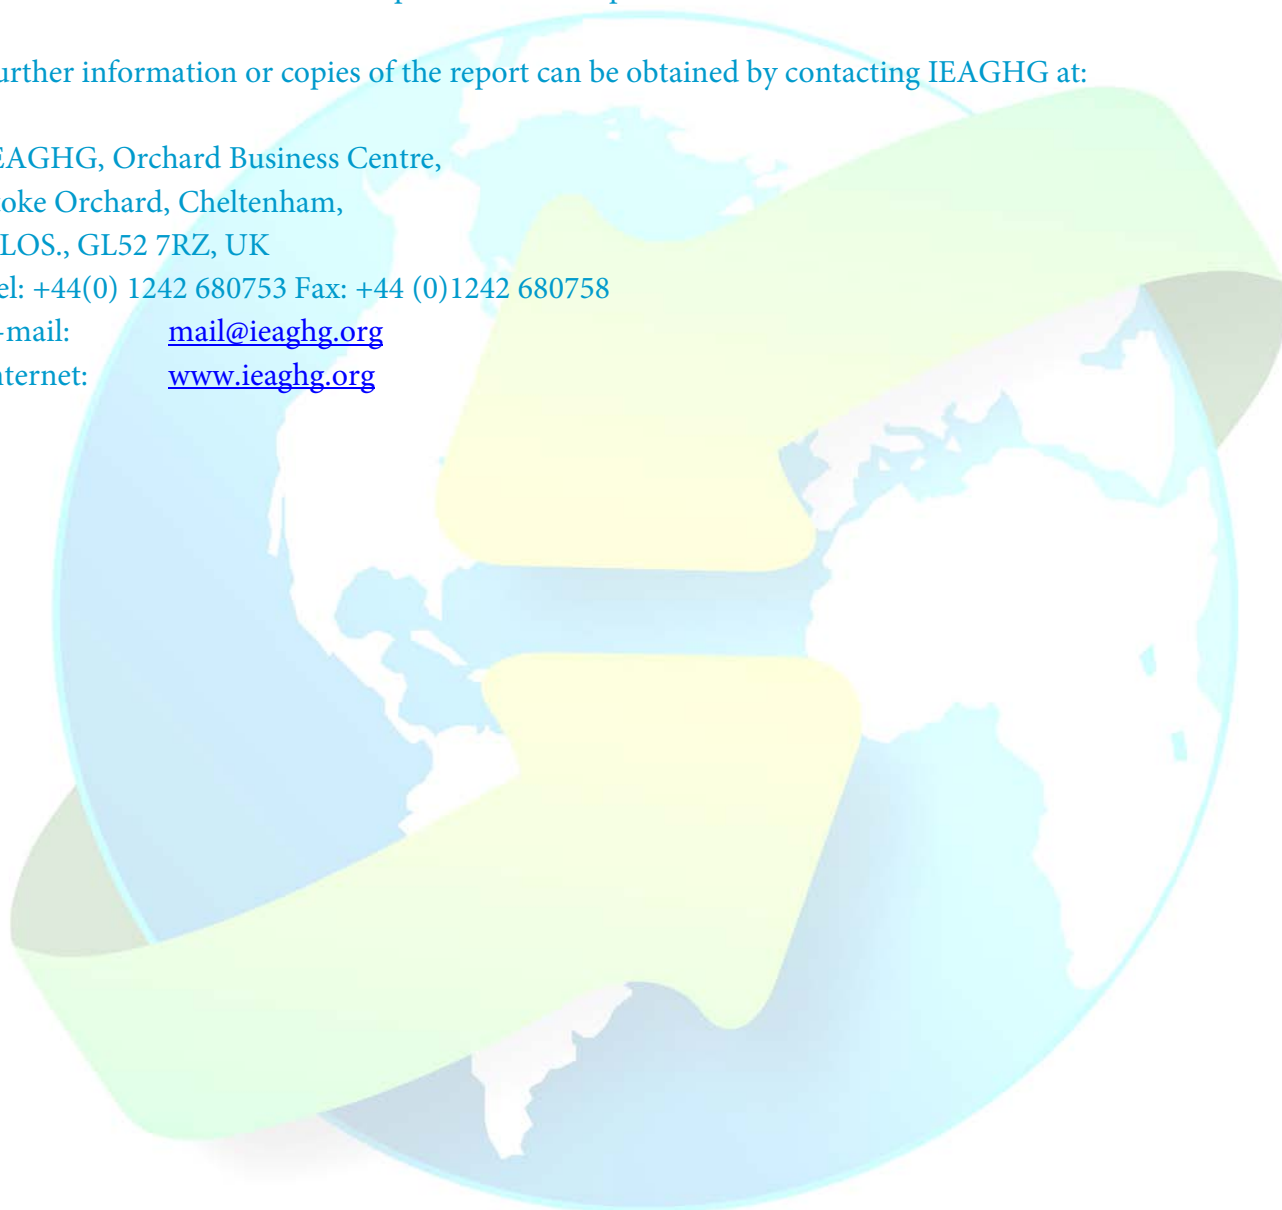 urther information or copies of the report can be obtained by contacting IEAGHG at:
EAGHG, Orchard Business Centre,
oke Orchard, Cheltenham,
LOS., GL52 7RZ, UK
el: +44(0) 1242 680753 Fax: +44 (0)1242 680758
-mail: mail@ieaghg.org
nternet: www.ieaghg.org